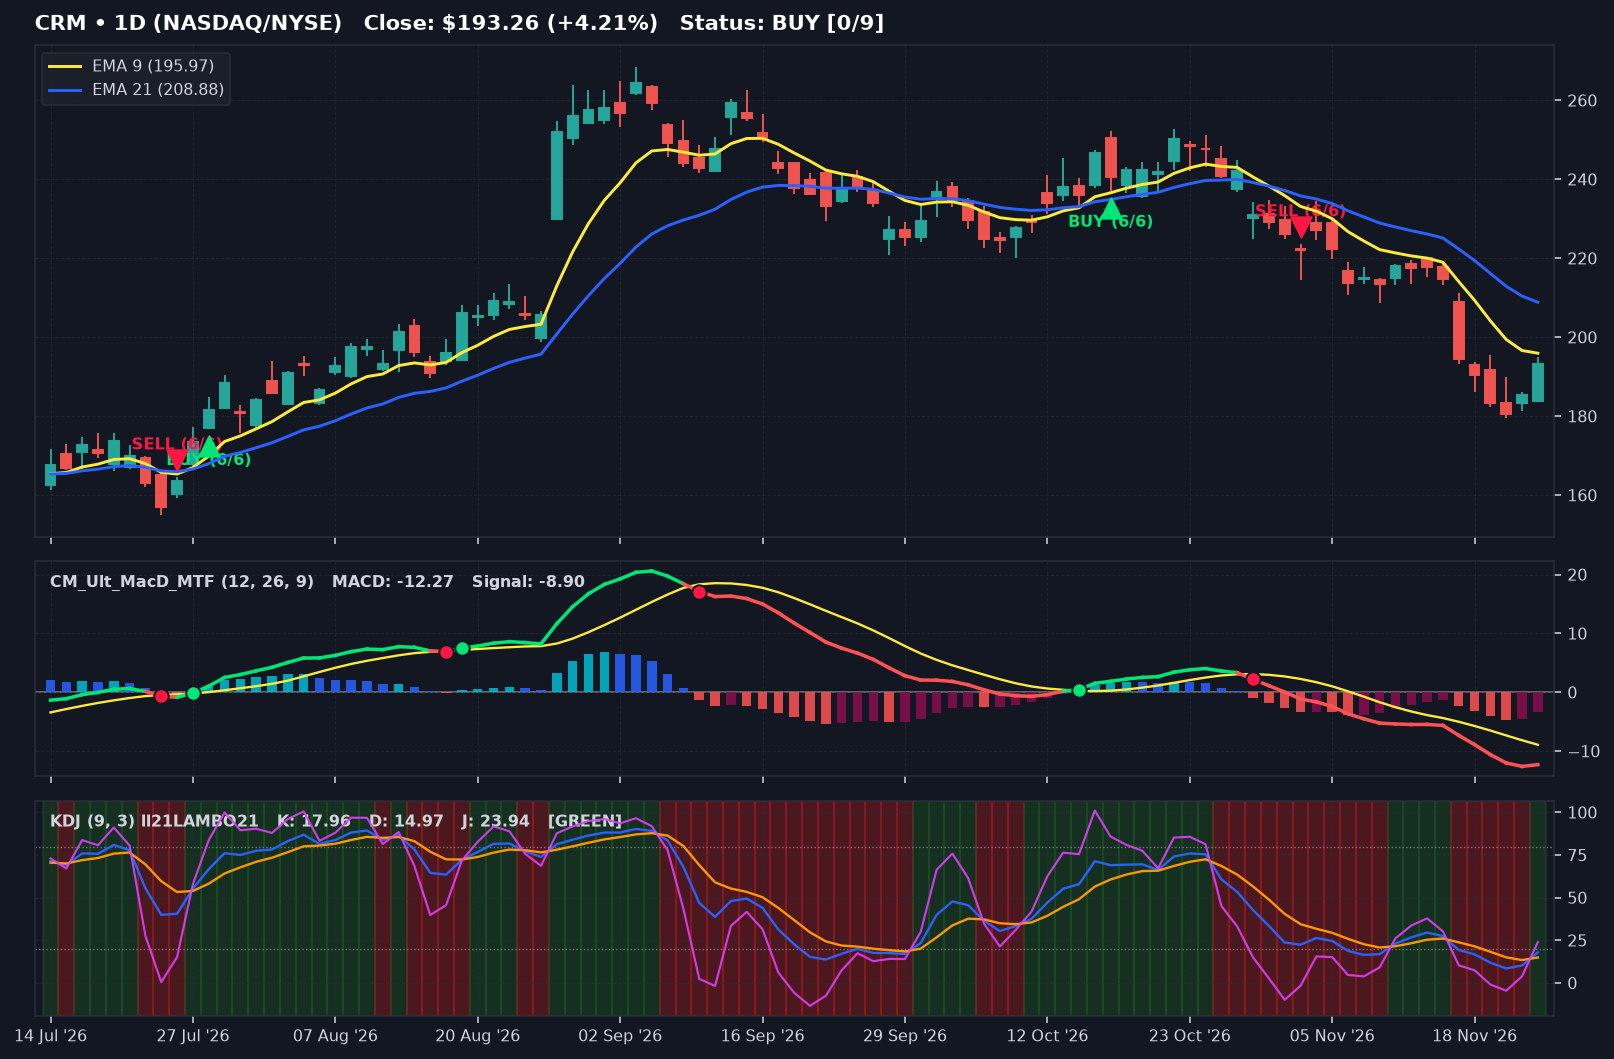 CRM • 1D (NASDAQ/NYSE)   Close: $193.26 (+4.21%)   Status: BUY [0/9]
EMA 9 (195.97)
EMA 21 (208.88)
260
240
220
200
180
160
SELL (6/6)
BUY (6/6)
BUY (6/6)
SELL (6/6)
CM_Ult_MacD_MTF (12, 26, 9)   MACD: -12.27   Signal: -8.90
20
10
0
−10
KDJ (9, 3) II21LAMBO21   K: 17.96   D: 14.97   J: 23.94   [GREEN]
100
75
50
25
0
14 Jul '26
27 Jul '26
07 Aug '26
20 Aug '26
02 Sep '26
16 Sep '26
29 Sep '26
12 Oct '26
23 Oct '26
05 Nov '26
18 Nov '26